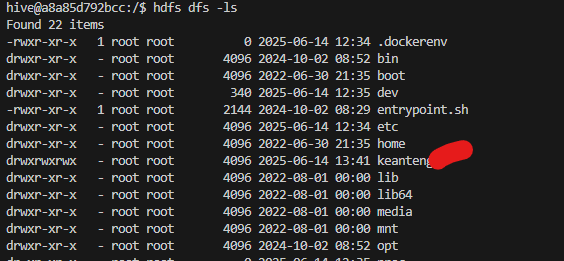 hive@a8a85d792bcc:/$ hdfs dfs -ls
Found 22 items
-rwxr-xr-x   1 root root          0 2025-06-14 12:34 .dockerenv
drwxr-xr-x   - root root       4096 2024-10-02 08:52 bin
drwxr-xr-x   - root root       4096 2022-06-30 21:35 boot
drwxr-xr-x   - root root        340 2025-06-14 12:35 dev
-rwxr-xr-x   1 root root       2144 2024-10-02 08:29 entrypoint.sh
drwxr-xr-x   - root root       4096 2025-06-14 12:34 etc
drwxr-xr-x   - root root       4096 2022-06-30 21:35 home
drwxrwxrwx   - root root       4096 2025-06-14 13:41
drwxr-xr-x   - root root       4096 2022-08-01 00:00 lib
drwxr-xr-x   - root root       4096 2022-08-01 00:00 lib64
drwxr-xr-x   - root root       4096 2022-08-01 00:00 media
drwxr-xr-x   - root root       4096 2022-08-01 00:00 mnt
drwxr-xr-x   - root root       4096 2024-10-02 08:52 opt